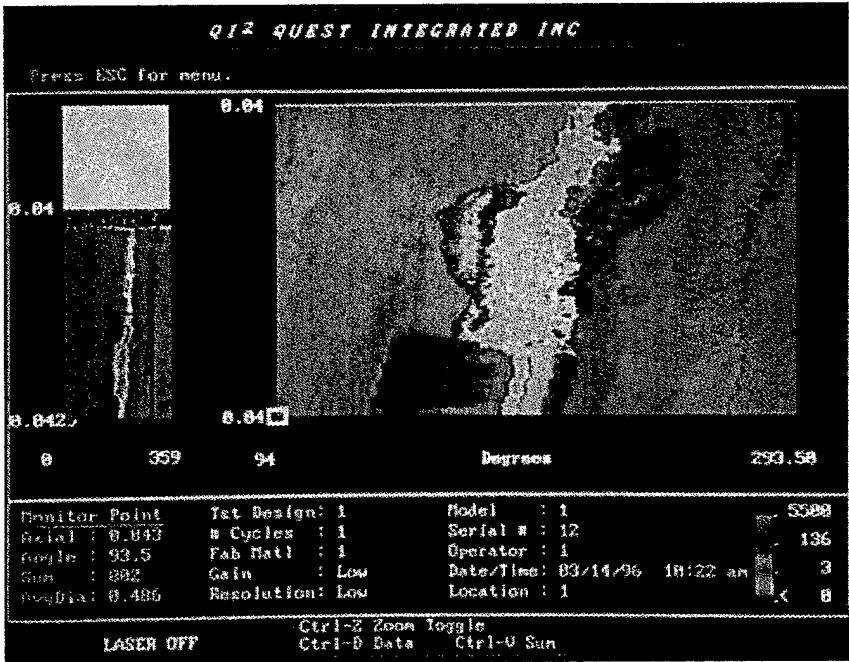 QI² QUEST INTEGRATED INC
Press ESC for menu.
0.04
0.04
0.042
0.04
0 359 94 Degrees 293.50
Monitor Point
Axial : 0.043
Angle : 93.5
Sum : 802
AvgDia: 0.486
Tst Design: 1
# Cycles : 1
Fab Matl : 1
Gain : Low
Resolution: Low
Model : 1
Serial # : 12
Operator : 1
Date/Time: 03/14/96 10:22 am
Location : 1
5500
136
3
< 0
LASER OFF
Ctrl-Z Zoom Toggle
Ctrl-D Data Ctrl-V Sum